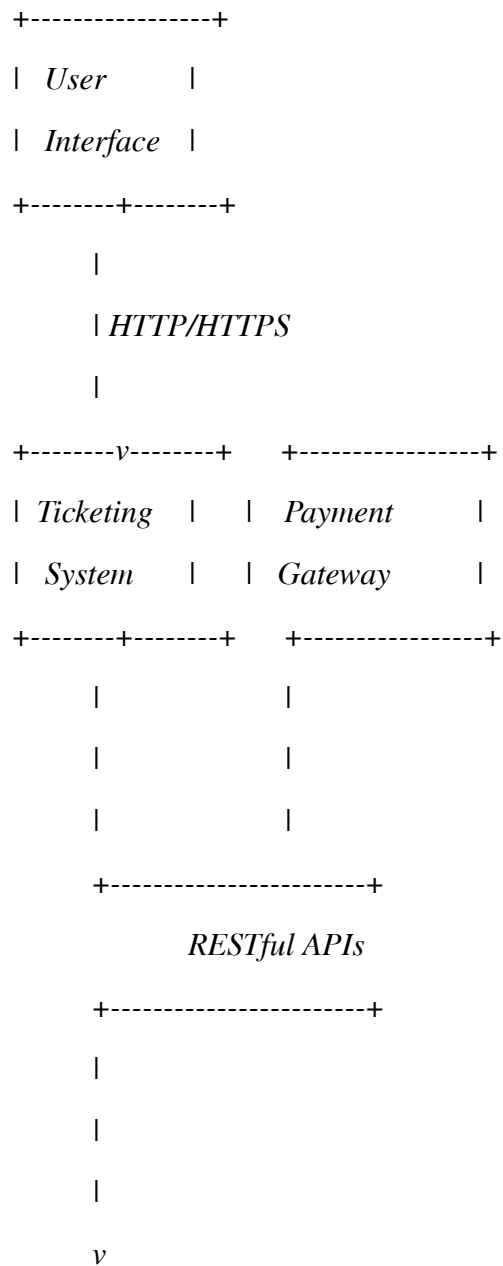 +-----------------+
| User |
| Interface |
+--------+--------+
|
| HTTP/HTTPS
|
+--------v--------+ +-----------------+
| Ticketing | | Payment |
| System | | Gateway |
+--------+--------+ +-----------------+
| |
| |
| |
+------------------------+
RESTful APIs
+------------------------+
|
|
|
v